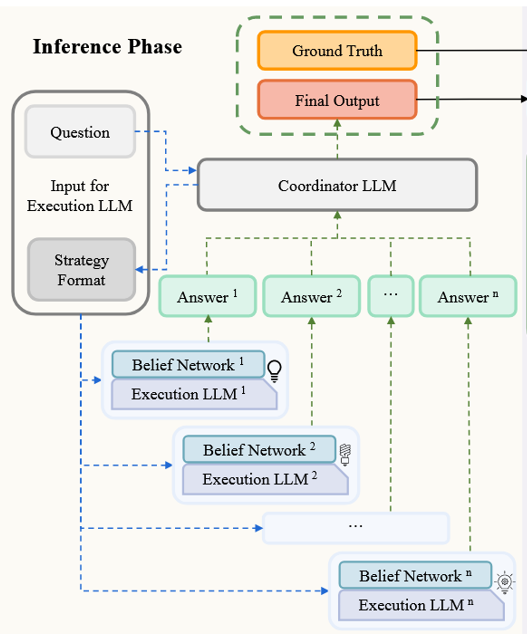 Inference Phase
Ground Truth
Final Output
Question
Input for
Execution LLM
Strategy
Format
Coordinator LLM
Answer 1
Answer 2
...
Answer n
Belief Network 1
Execution LLM 1
Belief Network 2
Execution LLM 2
...
Belief Network n
Execution LLM n